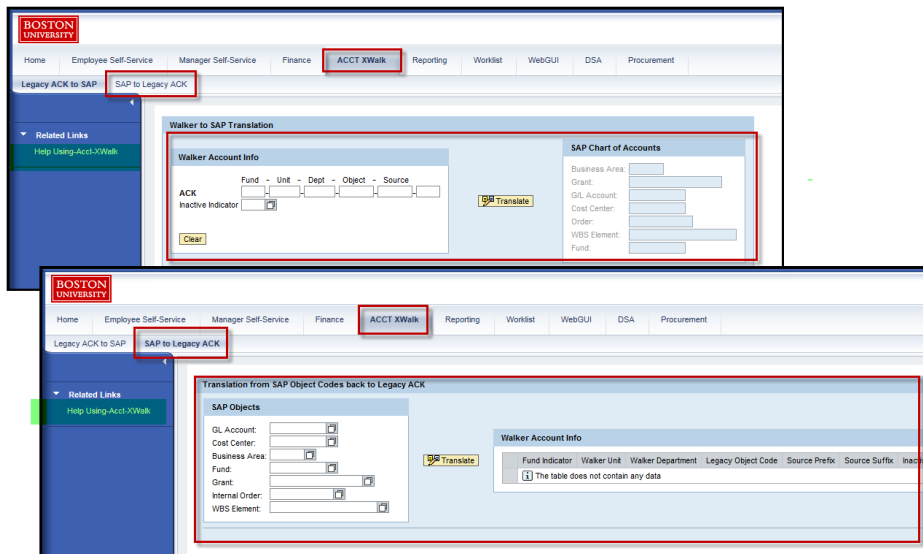 BOSTON
UNIVERSITY
Home Employee Self-Service Manager Self-Service Finance ACCT XWalk Reporting Worklist WebGUI DSA Procurement
Legacy ACK to SAP SAP to Legacy ACK
Related Links
Help Using-Acct-XWalk
Walker to SAP Translation
Walker Account Info
Fund - Unit - Dept - Object - Source
ACK - - - - -
Inactive Indicator
Clear
Translate
SAP Chart of Accounts
Business Area:
Grant:
G/L Account:
Cost Center:
Order:
WBS Element:
Fund:
BOSTON
UNIVERSITY
Home Employee Self-Service Manager Self-Service Finance ACCT XWalk Reporting Worklist WebGUI DSA Procurement
Legacy ACK to SAP SAP to Legacy ACK
Related Links
Help Using-Acct-XWalk
Translation from SAP Object Codes back to Legacy ACK
SAP Objects
GL Account:
Cost Center:
Business Area:
Fund:
Grant:
Internal Order:
WBS Element:
Translate
Walker Account Info
Fund Indicator Walker Unit Walker Department Legacy Object Code Source Prefix Source Suffix
The table does not contain any data